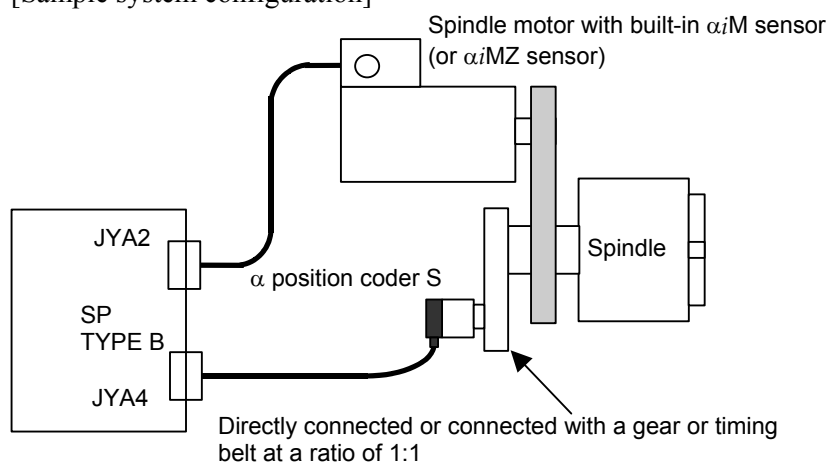 [Sample system configuration]
Spindle motor with built-in αiM sensor
(or αiMZ sensor)
JYA2
α position coder S
Spindle
SP
TYPE B
JYA4
Directly connected or connected with a gear or timing
belt at a ratio of 1:1